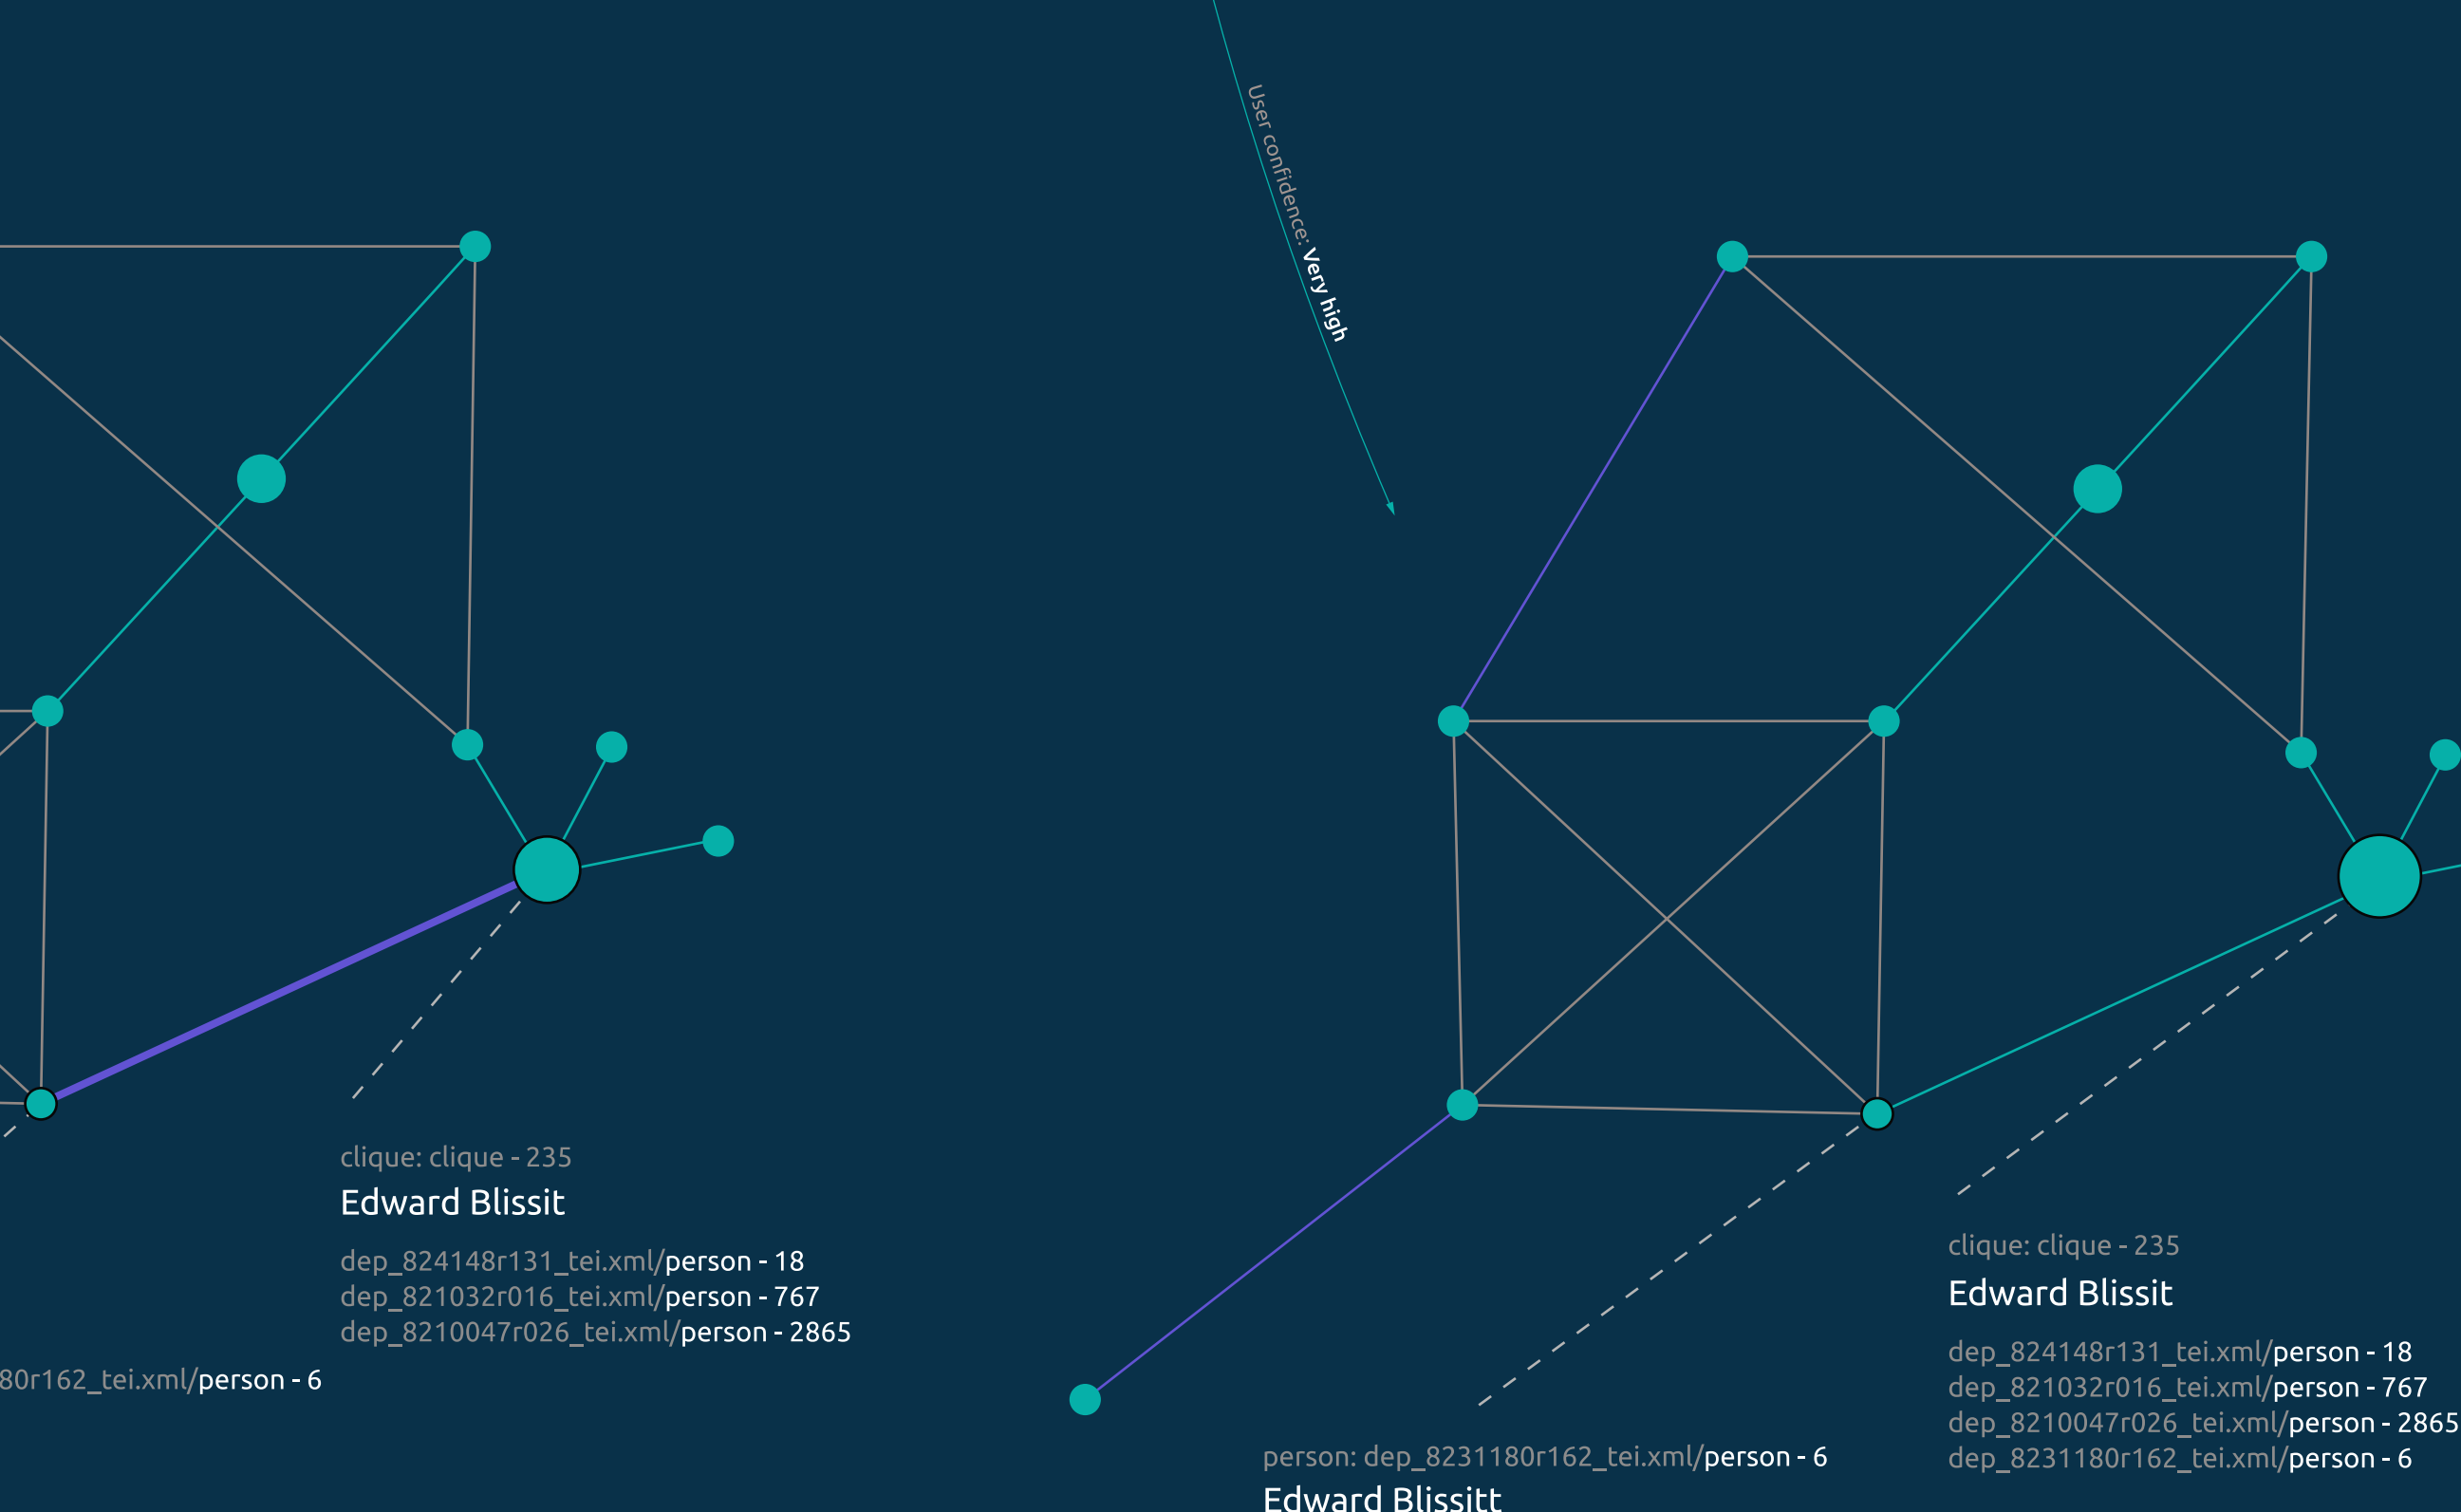 User confidence: Very high
clique: clique - 235
Edward Blissit
dep_824148r131_tei.xml/person - 18
dep_821032r016_tei.xml/person - 767
dep_8210047r026_tei.xml/person - 2865
80r162_tei.xml/person - 6
clique: clique - 235
Edward Blissit
dep_824148r131_tei.xml/person - 18
dep_821032r016_tei.xml/person - 767
dep_8210047r026_tei.xml/person - 2865
dep_8231180r162_tei.xml/person - 6
person: dep_8231180r162_tei.xml/person - 6
Edward Blissitt